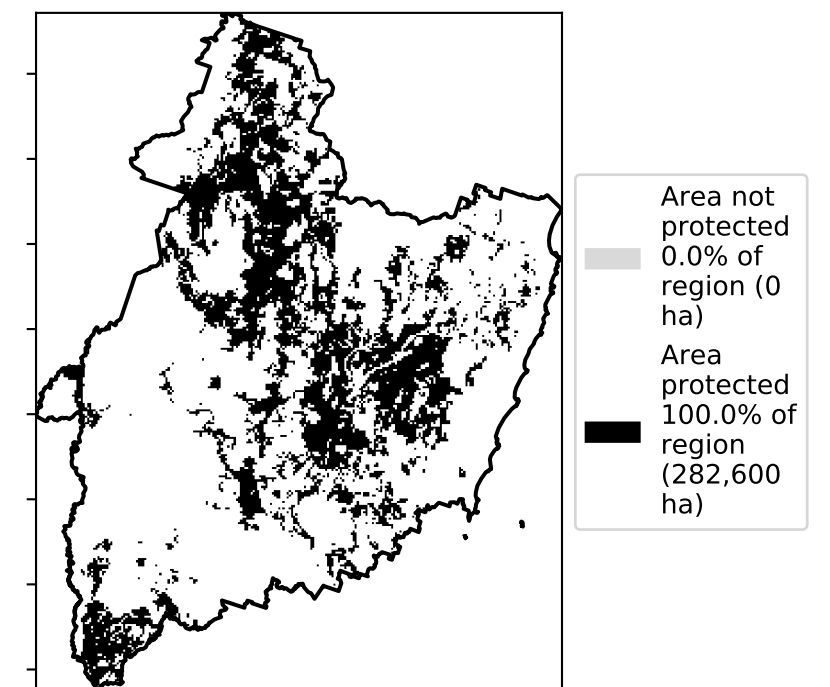 Area not
protected
0.0% of
region (0
ha)
Area
protected
100.0% of
region
(282,600
ha)